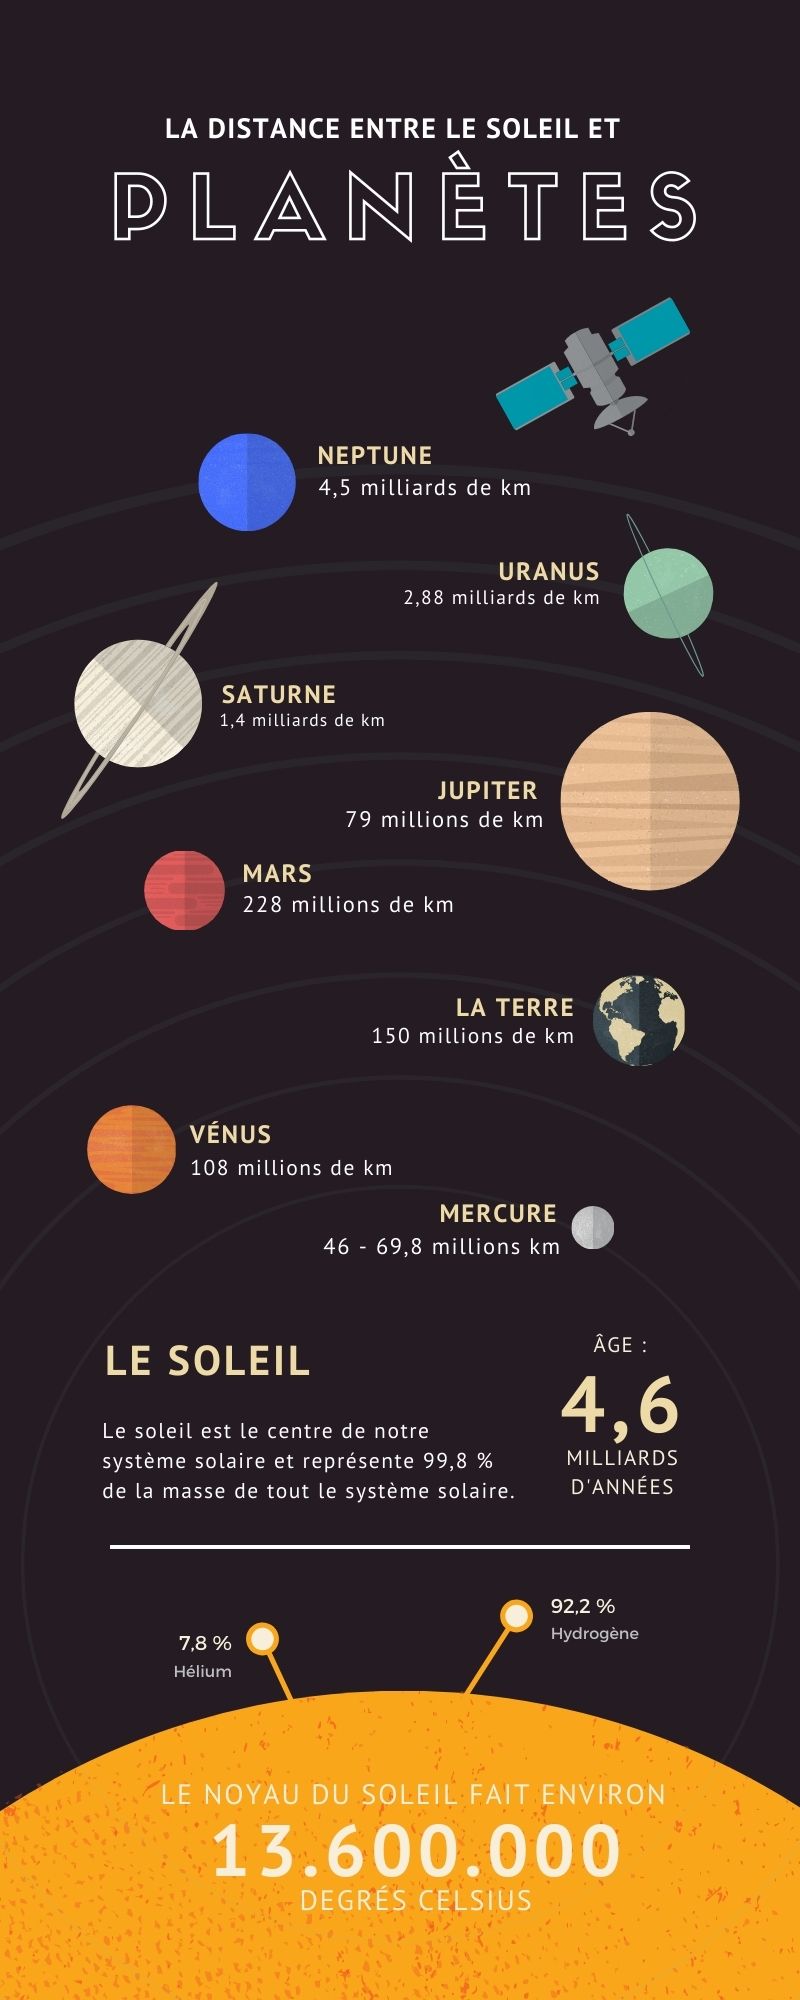 LA DISTANCE ENTRE LE SOLEIL ET
PLANÈTES
NEPTUNE
4,5 milliards de km
URANUS
2,88 milliards de km
SATURNE
1,4 milliards de km
JUPITER
79 millions de km
MARS
228 millions de km
LA TERRE
150 millions de km
VÉNUS
108 millions de km
MERCURE
46 - 69,8 millions km
LE SOLEIL
Le soleil est le centre de notre
système solaire et représente 99,8 %
de la masse de tout le système solaire.
ÂGE :
4,6
MILLIARDS
D'ANNÉES
7,8 %
Hélium
92,2 %
Hydrogène
LE NOYAU DU SOLEIL FAIT ENVIRON
13.600.000
DEGRÉS CELSIUS